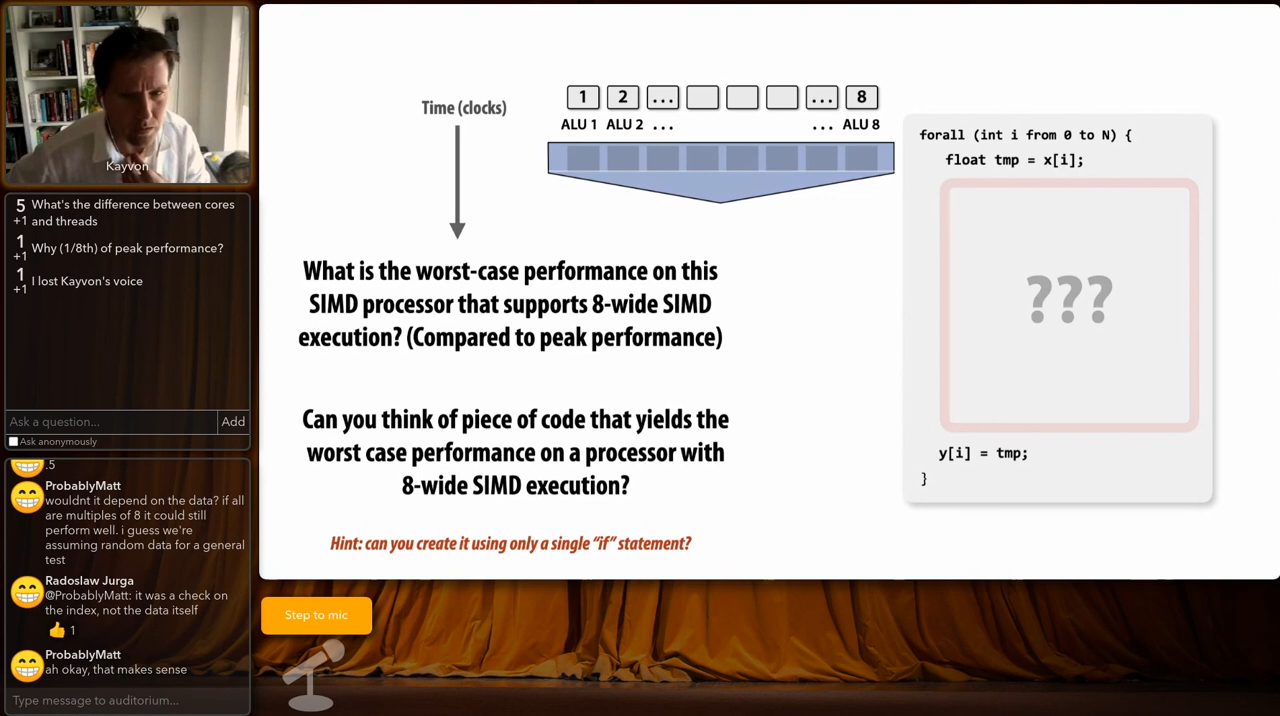 Kayvon
5 What's the difference between cores
+1 and threads
1 Why (1/8th) of peak performance?
+1
1 I lost Kayvon's voice
+1
Ask a question... Add
Ask anonymously
.5
ProbablyMatt
wouldnt it depend on the data? if all
are multiples of 8 it could still
perform well. i guess we're
assuming random data for a general
test
Radoslaw Jurga
@ProbablyMatt: it was a check on
the index, not the data itself
👍 1
ProbablyMatt
ah okay, that makes sense
Type message to auditorium...
Time (clocks)
1 2 ... ... 8
ALU 1 ALU 2 ... ... ALU 8
What is the worst-case performance on this
SIMD processor that supports 8-wide SIMD
execution? (Compared to peak performance)
Can you think of piece of code that yields the
worst case performance on a processor with
8-wide SIMD execution?
Hint: can you create it using only a single “if” statement?
forall (int i from 0 to N) {
float tmp = x[i];
???
y[i] = tmp;
}
Step to mic